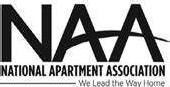 NAA
NATIONAL APARTMENT ASSOCIATION
We Lead the Way Home